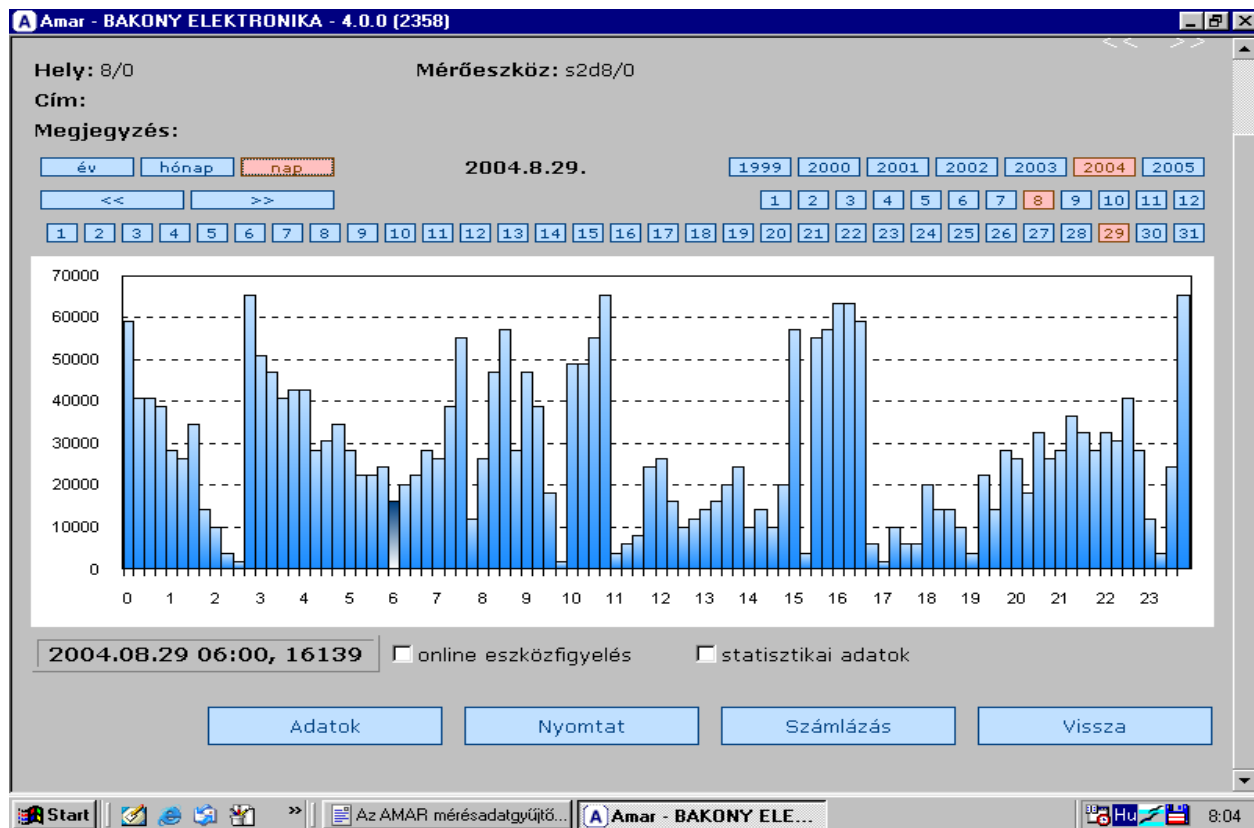 Amar - BAKONY ELEKTRONIKA - 4.0.0 (2358)
<< >>
Hely: 8/0 Mérőeszköz: s2d8/0
Cím:
Megjegyzés:
év hónap nap 2004.8.29. 1999 2000 2001 2002 2003 2004 2005
<< >> 1 2 3 4 5 6 7 8 9 10 11 12
1 2 3 4 5 6 7 8 9 10 11 12 13 14 15 16 17 18 19 20 21 22 23 24 25 26 27 28 29 30 31
70000
60000
50000
40000
30000
20000
10000
0
0 1 2 3 4 5 6 7 8 9 10 11 12 13 14 15 16 17 18 19 20 21 22 23
2004.08.29 06:00, 16139 online eszközfigyelés statisztikai adatok
Adatok Nyomtat Számlázás Vissza
Start » Az AMAR mérésadatgyűjtő... A Amar - BAKONY ELE... Hu 8:04